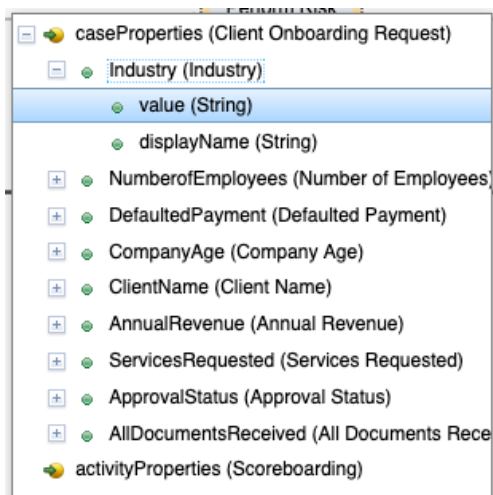 Perform Risk
caseProperties (Client Onboarding Request)
Industry (Industry)
value (String)
displayName (String)
NumberofEmployees (Number of Employees)
DefaultedPayment (Defaulted Payment)
CompanyAge (Company Age)
ClientName (Client Name)
AnnualRevenue (Annual Revenue)
ServicesRequested (Services Requested)
ApprovalStatus (Approval Status)
AllDocumentsReceived (All Documents Rece
activityProperties (Scoreboarding)